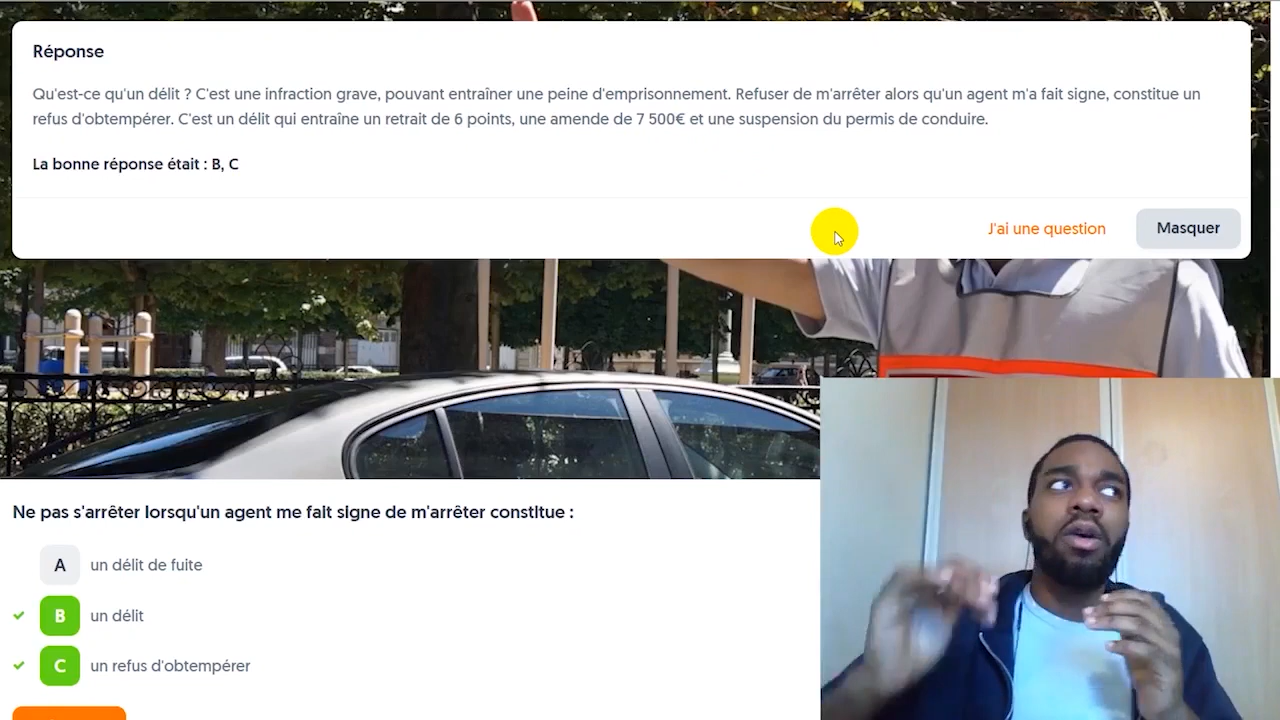 Réponse
Qu'est-ce qu'un délit ? C'est une infraction grave, pouvant entraîner une peine d'emprisonnement. Refuser de m'arrêter alors qu'un agent m'a fait signe, constitue un
refus d'obtempérer. C'est un délit qui entraîne un retrait de 6 points, une amende de 7 500€ et une suspension du permis de conduire.
La bonne réponse était : B, C
J'ai une question
Masquer
Ne pas s'arrêter lorsqu'un agent me fait signe de m'arrêter constitue :
A un délit de fuite
B un délit
C un refus d'obtempérer